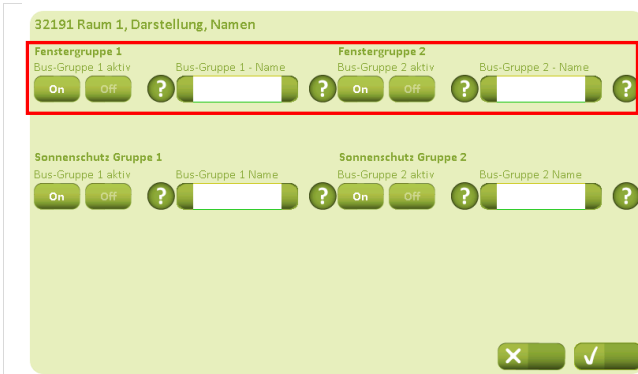 32191 Raum 1, Darstellung, Namen
Fenstergruppe 1 Fenstergruppe 2
Bus-Gruppe 1 aktiv Bus-Gruppe 1 - Name Bus-Gruppe 2 aktiv Bus-Gruppe 2 - Name
On Off ? ? On Off ? ?
Sonnenschutz Gruppe 1 Sonnenschutz Gruppe 2
Bus-Gruppe 1 aktiv Bus-Gruppe 1 Name Bus-Gruppe 2 aktiv Bus-Gruppe 2 Name
On Off ? ? On Off ? ?